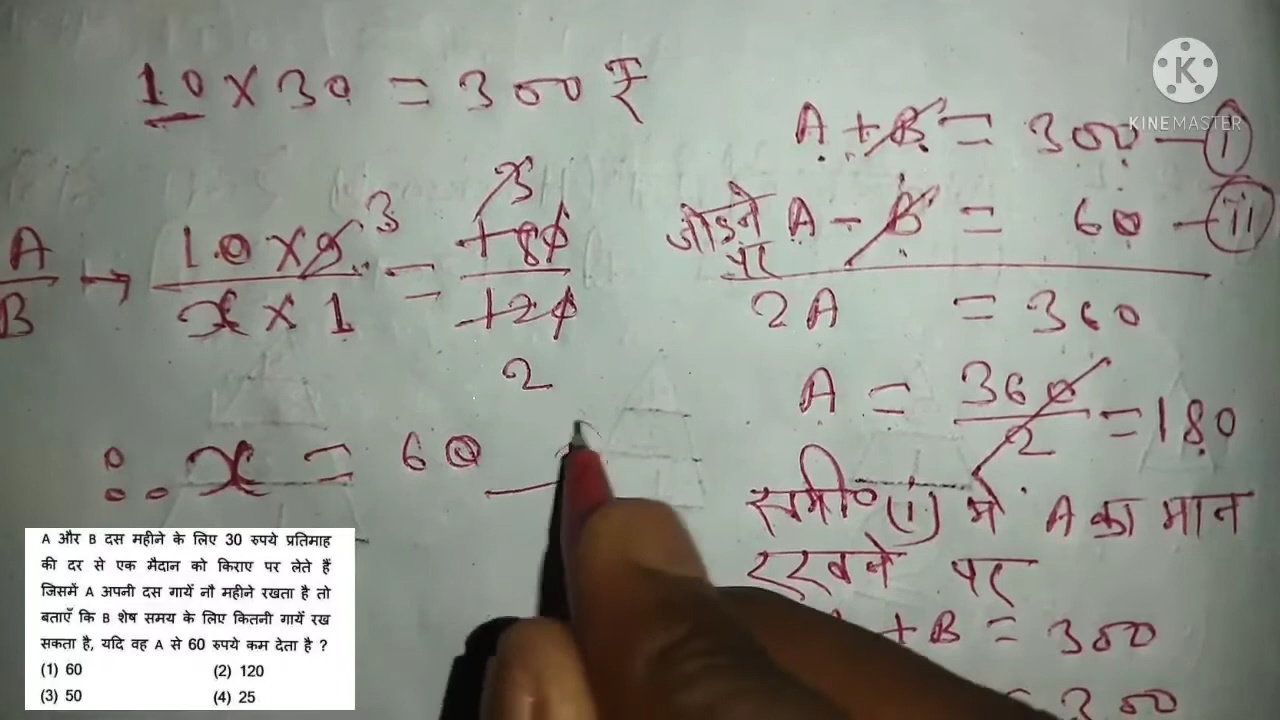 10 × 30 = 300 ₹
A/B → 10 × 9 3 / x × 1 = 180 3 / 120 2
∴ x = 60
KINEMASTER
A + B = 300 — (i)
जोड़ने पर A - B = 60 — (ii)
2A = 360
A = 360/2 = 180
समी० (i) में A का मान
रखने पर
+ B = 300
300
A और B दस महीने के लिए 30 रुपये प्रतिमाह
की दर से एक मैदान को किराए पर लेते हैं
जिसमें A अपनी दस गायें नौ महीने रखता है तो
बताएँ कि B शेष समय के लिए कितनी गायें रख
सकता है, यदि वह A से 60 रुपये कम देता है ?
(1) 60 (2) 120
(3) 50 (4) 25